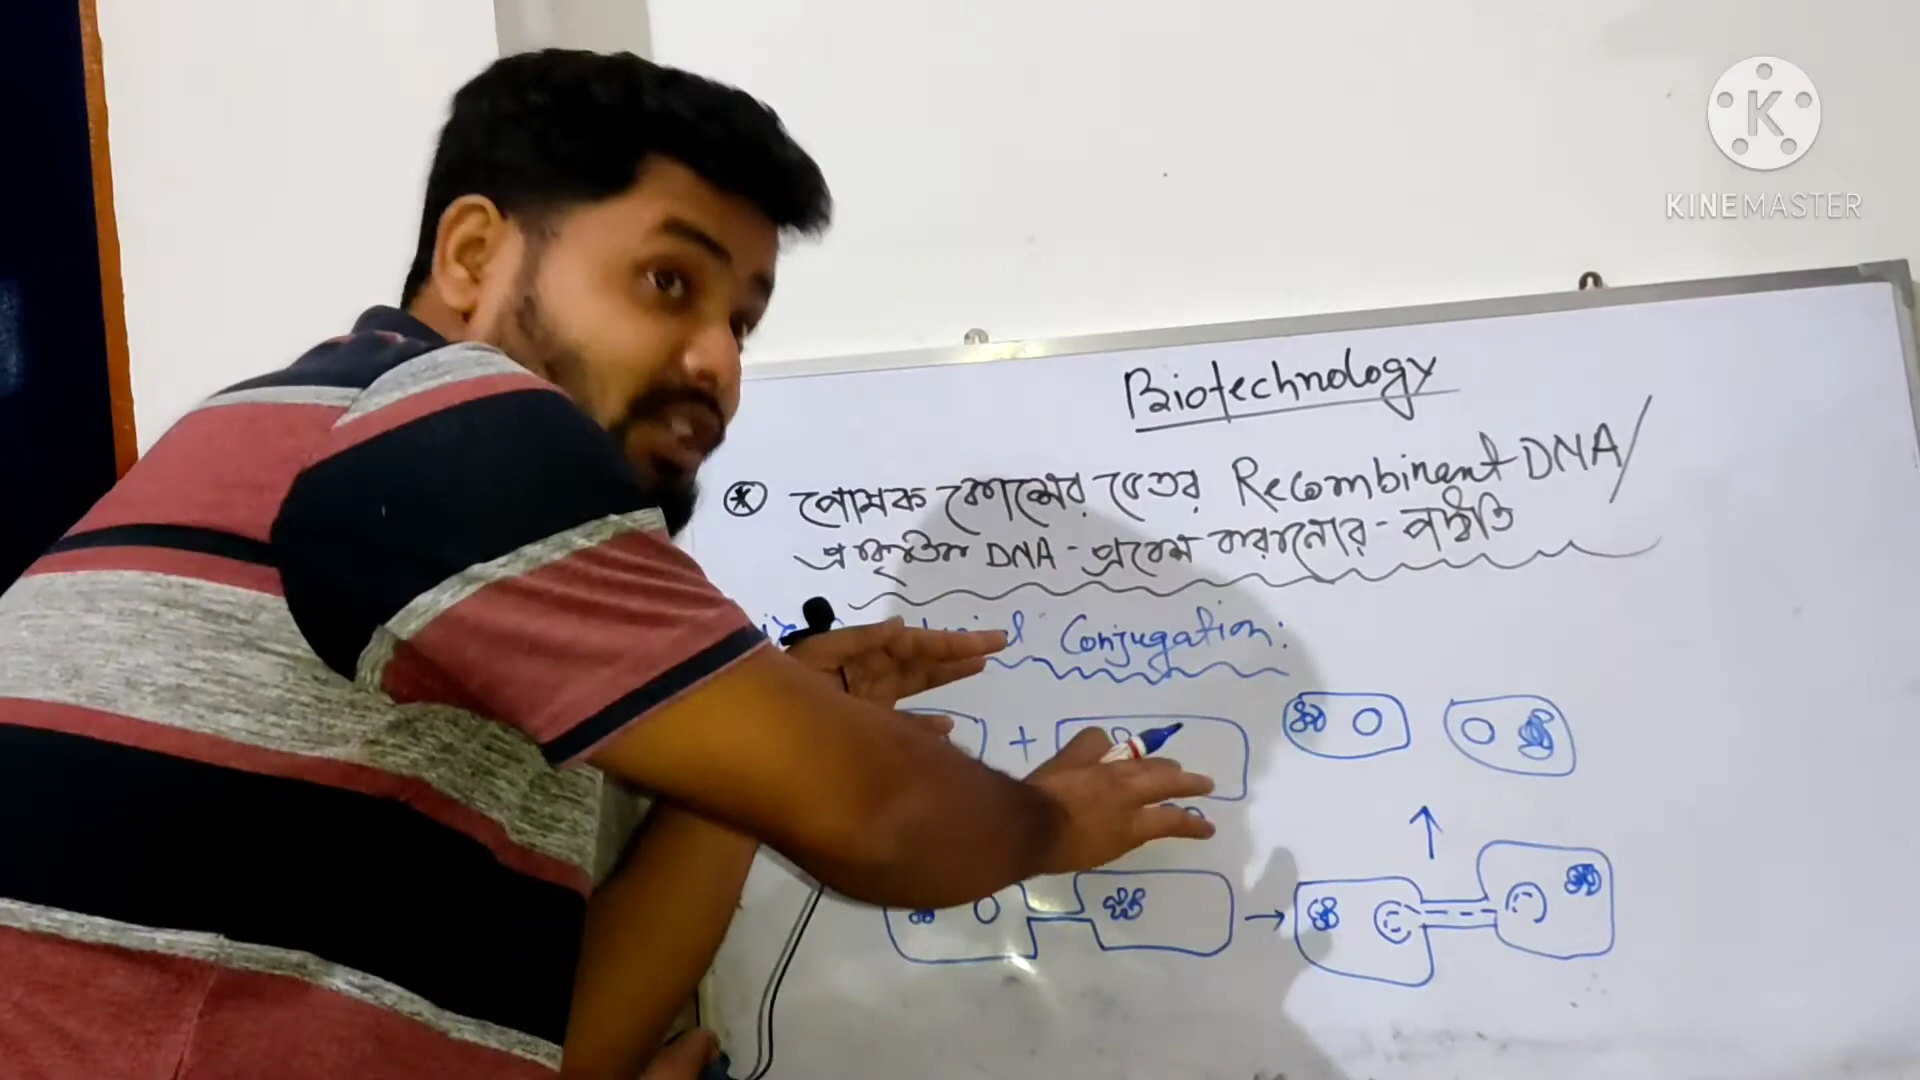 KINEMASTER
Biotechnology
পোষক কোষের ভেতর Recombinant DNA/
প্রকৃতির DNA - প্রবেশ করানোর - পদ্ধতি
Conjugation:
+